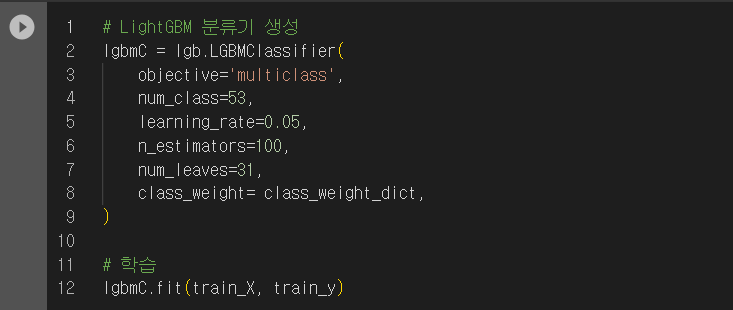 1 # LightGBM 분류기 생성
2 lgbmC = lgb.LGBMClassifier(
3     objective='multiclass',
4     num_class=53,
5     learning_rate=0.05,
6     n_estimators=100,
7     num_leaves=31,
8     class_weight= class_weight_dict,
9 )
10
11 # 학습
12 lgbmC.fit(train_X, train_y)